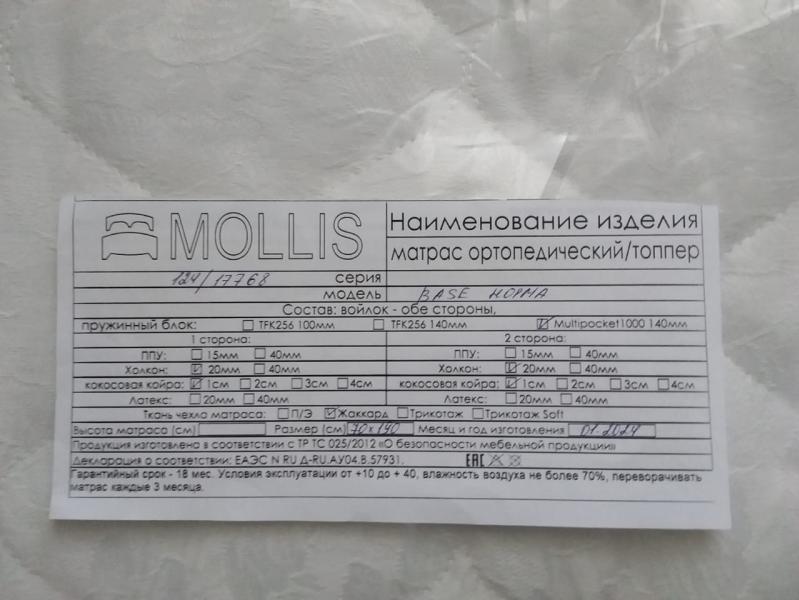 MOLLIS
Наименование изделия
матрас ортопедический/топпер
124/17768 серия
модель BASE НОРМА
Состав: войлок - обе стороны,
пружинный блок: ☐ TFK256 100мм ☐ TFK256 140мм ☑ Multipocket1000 140мм
1 сторона: 2 сторона:
ППУ: ☐ 15мм ☐ 40мм ППУ: ☐ 15мм ☐ 40мм
Холкон: ☑ 20мм ☐ 40мм Холкон: ☑ 20мм ☐ 40мм
кокосовая койра: ☑ 1см ☐ 2см ☐ 3см ☐ 4см кокосовая койра: ☑ 1см ☐ 2см ☐ 3см ☐ 4см
Латекс: ☐ 20мм ☐ 40мм Латекс: ☐ 20мм ☐ 40мм
Ткань чехла матраса: ☐ П/Э ☑ Жаккард ☐ Трикотаж ☐ Трикотаж Soft
Высота матраса (см) Размер (см) 70x190 Месяц и год изготовления 01.2024
Продукция изготовлена в соответствии с ТР ТС 025/2012 «О безопасности мебельной продукции»
Декларация о соответствии: ЕАЭС N RU Д-RU.АУ04.В.57931. EAC
Гарантийный срок - 18 мес. Условия эксплуатации от +10 до + 40, влажность воздуха не более 70%, переворачивать
матрас каждые 3 месяца.